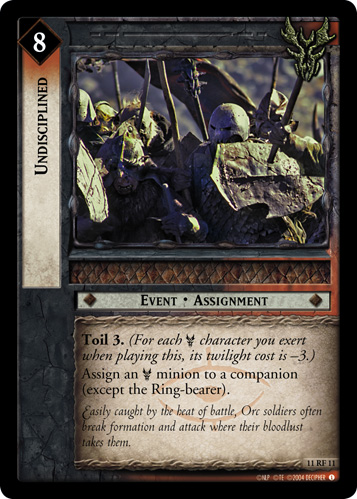 8
UNDISCIPLINED
EVENT • ASSIGNMENT
Toil 3. (For each character you exert
when playing this, its twilight cost is –3.)
Assign an minion to a companion
(except the Ring-bearer).
Easily caught by the heat of battle, Orc soldiers often
break formation and attack where their bloodlust
takes them.
11 RF 11
©NLP ©TE ©2004 DECIPHER